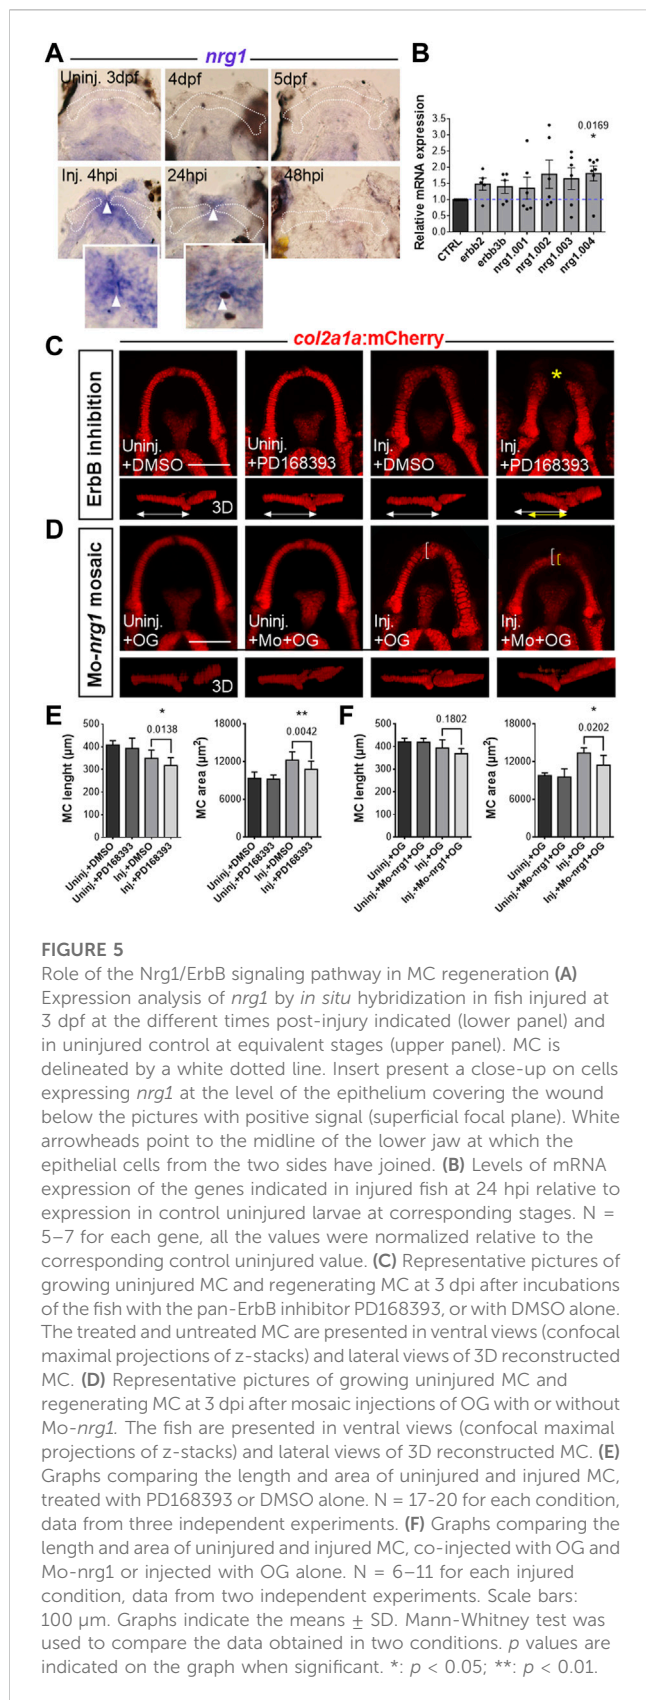 A
nrg1
Uninj. 3dpf
4dpf
5dpf
Inj. 4hpi
24hpi
48hpi
B
Relative mRNA expression
3.5
3.0
2.5
2.0
1.5
1.0
0.5
0.0
0.0169
*
CTRL
erbb2
erbb3b
nrg1.001
nrg1.002
nrg1.003
nrg1.004
C
col2a1a:mCherry
ErbB inhibition
Uninj.
+DMSO
Uninj.
+PD168393
Inj.
+DMSO
*
Inj.
+PD168393
3D
D
Mo-nrg1 mosaic
Uninj.
+OG
Uninj.
+Mo+OG
Inj.
+OG
Inj.
+Mo+OG
3D
E
MC lenght (µm)
500
400
300
200
100
0
*
0.0138
Uninj.+DMSO
Uninj.+PD168393
Inj.+DMSO
Inj.+PD168393
MC area (µm²)
18000
12000
6000
0
**
0.0042
Uninj.+DMSO
Uninj.+PD168393
Inj.+DMSO
Inj.+PD168393
F
MC lenght (µm)
500
400
300
200
100
0
0.1802
Uninj.+OG
Uninj.+Mo-nrg1+OG
Inj.+OG
Inj.+Mo-nrg1+OG
MC area (µm²)
18000
12000
6000
0
*
0.0202
Uninj.+OG
Uninj.+Mo-nrg1+OG
Inj.+OG
Inj.+Mo-nrg1+OG
FIGURE 5
Role of the Nrg1/ErbB signaling pathway in MC regeneration (A)
Expression analysis of nrg1 by in situ hybridization in fish injured at
3 dpf at the different times post-injury indicated (lower panel) and
in uninjured control at equivalent stages (upper panel). MC is
delineated by a white dotted line. Insert present a close-up on cells
expressing nrg1 at the level of the epithelium covering the wound
below the pictures with positive signal (superficial focal plane). White
arrowheads point to the midline of the lower jaw at which the
epithelial cells from the two sides have joined. (B) Levels of mRNA
expression of the genes indicated in injured fish at 24 hpi relative to
expression in control uninjured larvae at corresponding stages. N =
5–7 for each gene, all the values were normalized relative to the
corresponding control uninjured value. (C) Representative pictures of
growing uninjured MC and regenerating MC at 3 dpi after incubations
of the fish with the pan-ErbB inhibitor PD168393, or with DMSO alone.
The treated and untreated MC are presented in ventral views (confocal
maximal projections of z-stacks) and lateral views of 3D reconstructed
MC. (D) Representative pictures of growing uninjured MC and
regenerating MC at 3 dpi after mosaic injections of OG with or without
Mo-nrg1. The fish are presented in ventral views (confocal maximal
projections of z-stacks) and lateral views of 3D reconstructed MC. (E)
Graphs comparing the length and area of uninjured and injured MC,
treated with PD168393 or DMSO alone. N = 17-20 for each condition,
data from three independent experiments. (F) Graphs comparing the
length and area of uninjured and injured MC, co-injected with OG and
Mo-nrg1 or injected with OG alone. N = 6–11 for each injured
condition, data from two independent experiments. Scale bars:
100 µm. Graphs indicate the means ± SD. Mann-Whitney test was
used to compare the data obtained in two conditions. p values are
indicated on the graph when significant. *: p < 0.05; **: p < 0.01.